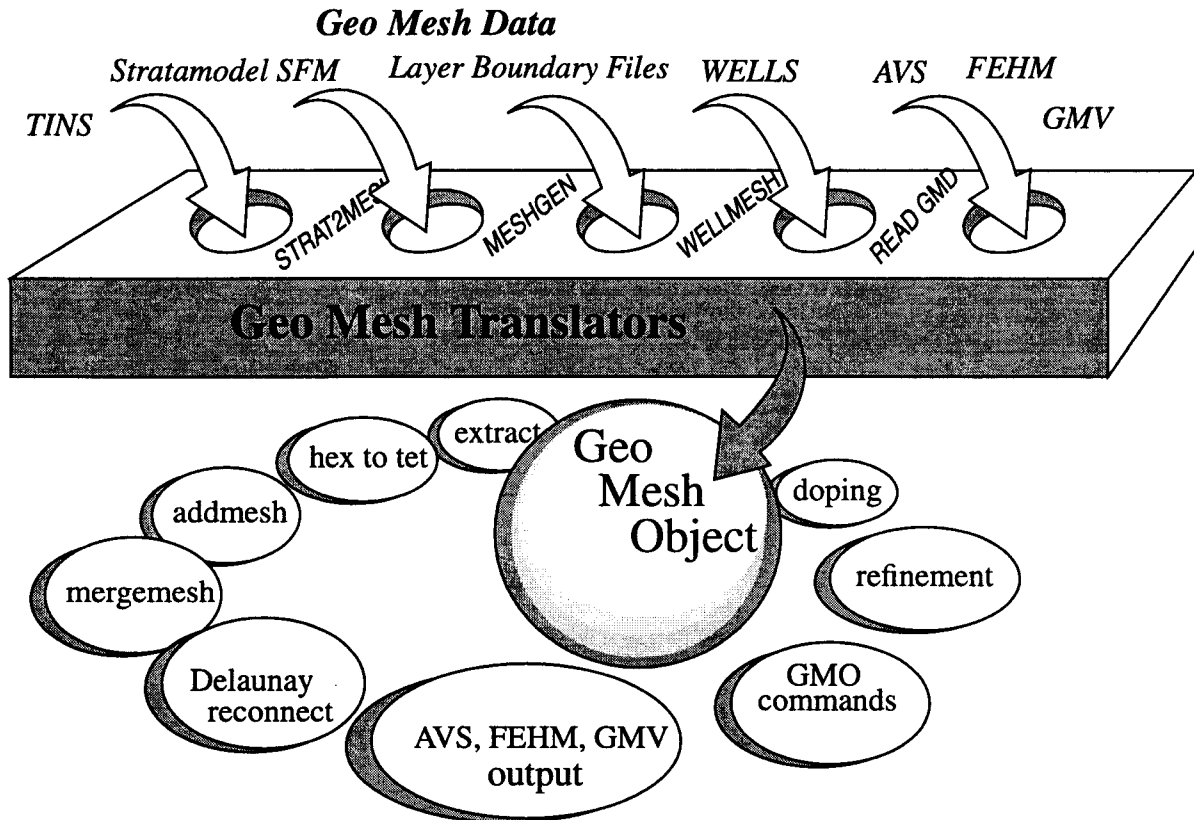 Geo Mesh Data
Stratamodel SFM
Layer Boundary Files
WELLS
AVS
FEHM
TINS
GMV
STRAT2MESH
MESHGEN
WELLMESH
READ GMD
Geo Mesh Translators
Geo
Mesh
Object
extract
hex to tet
addmesh
mergemesh
Delaunay
reconnect
AVS, FEHM, GMV
output
GMO
commands
refinement
doping